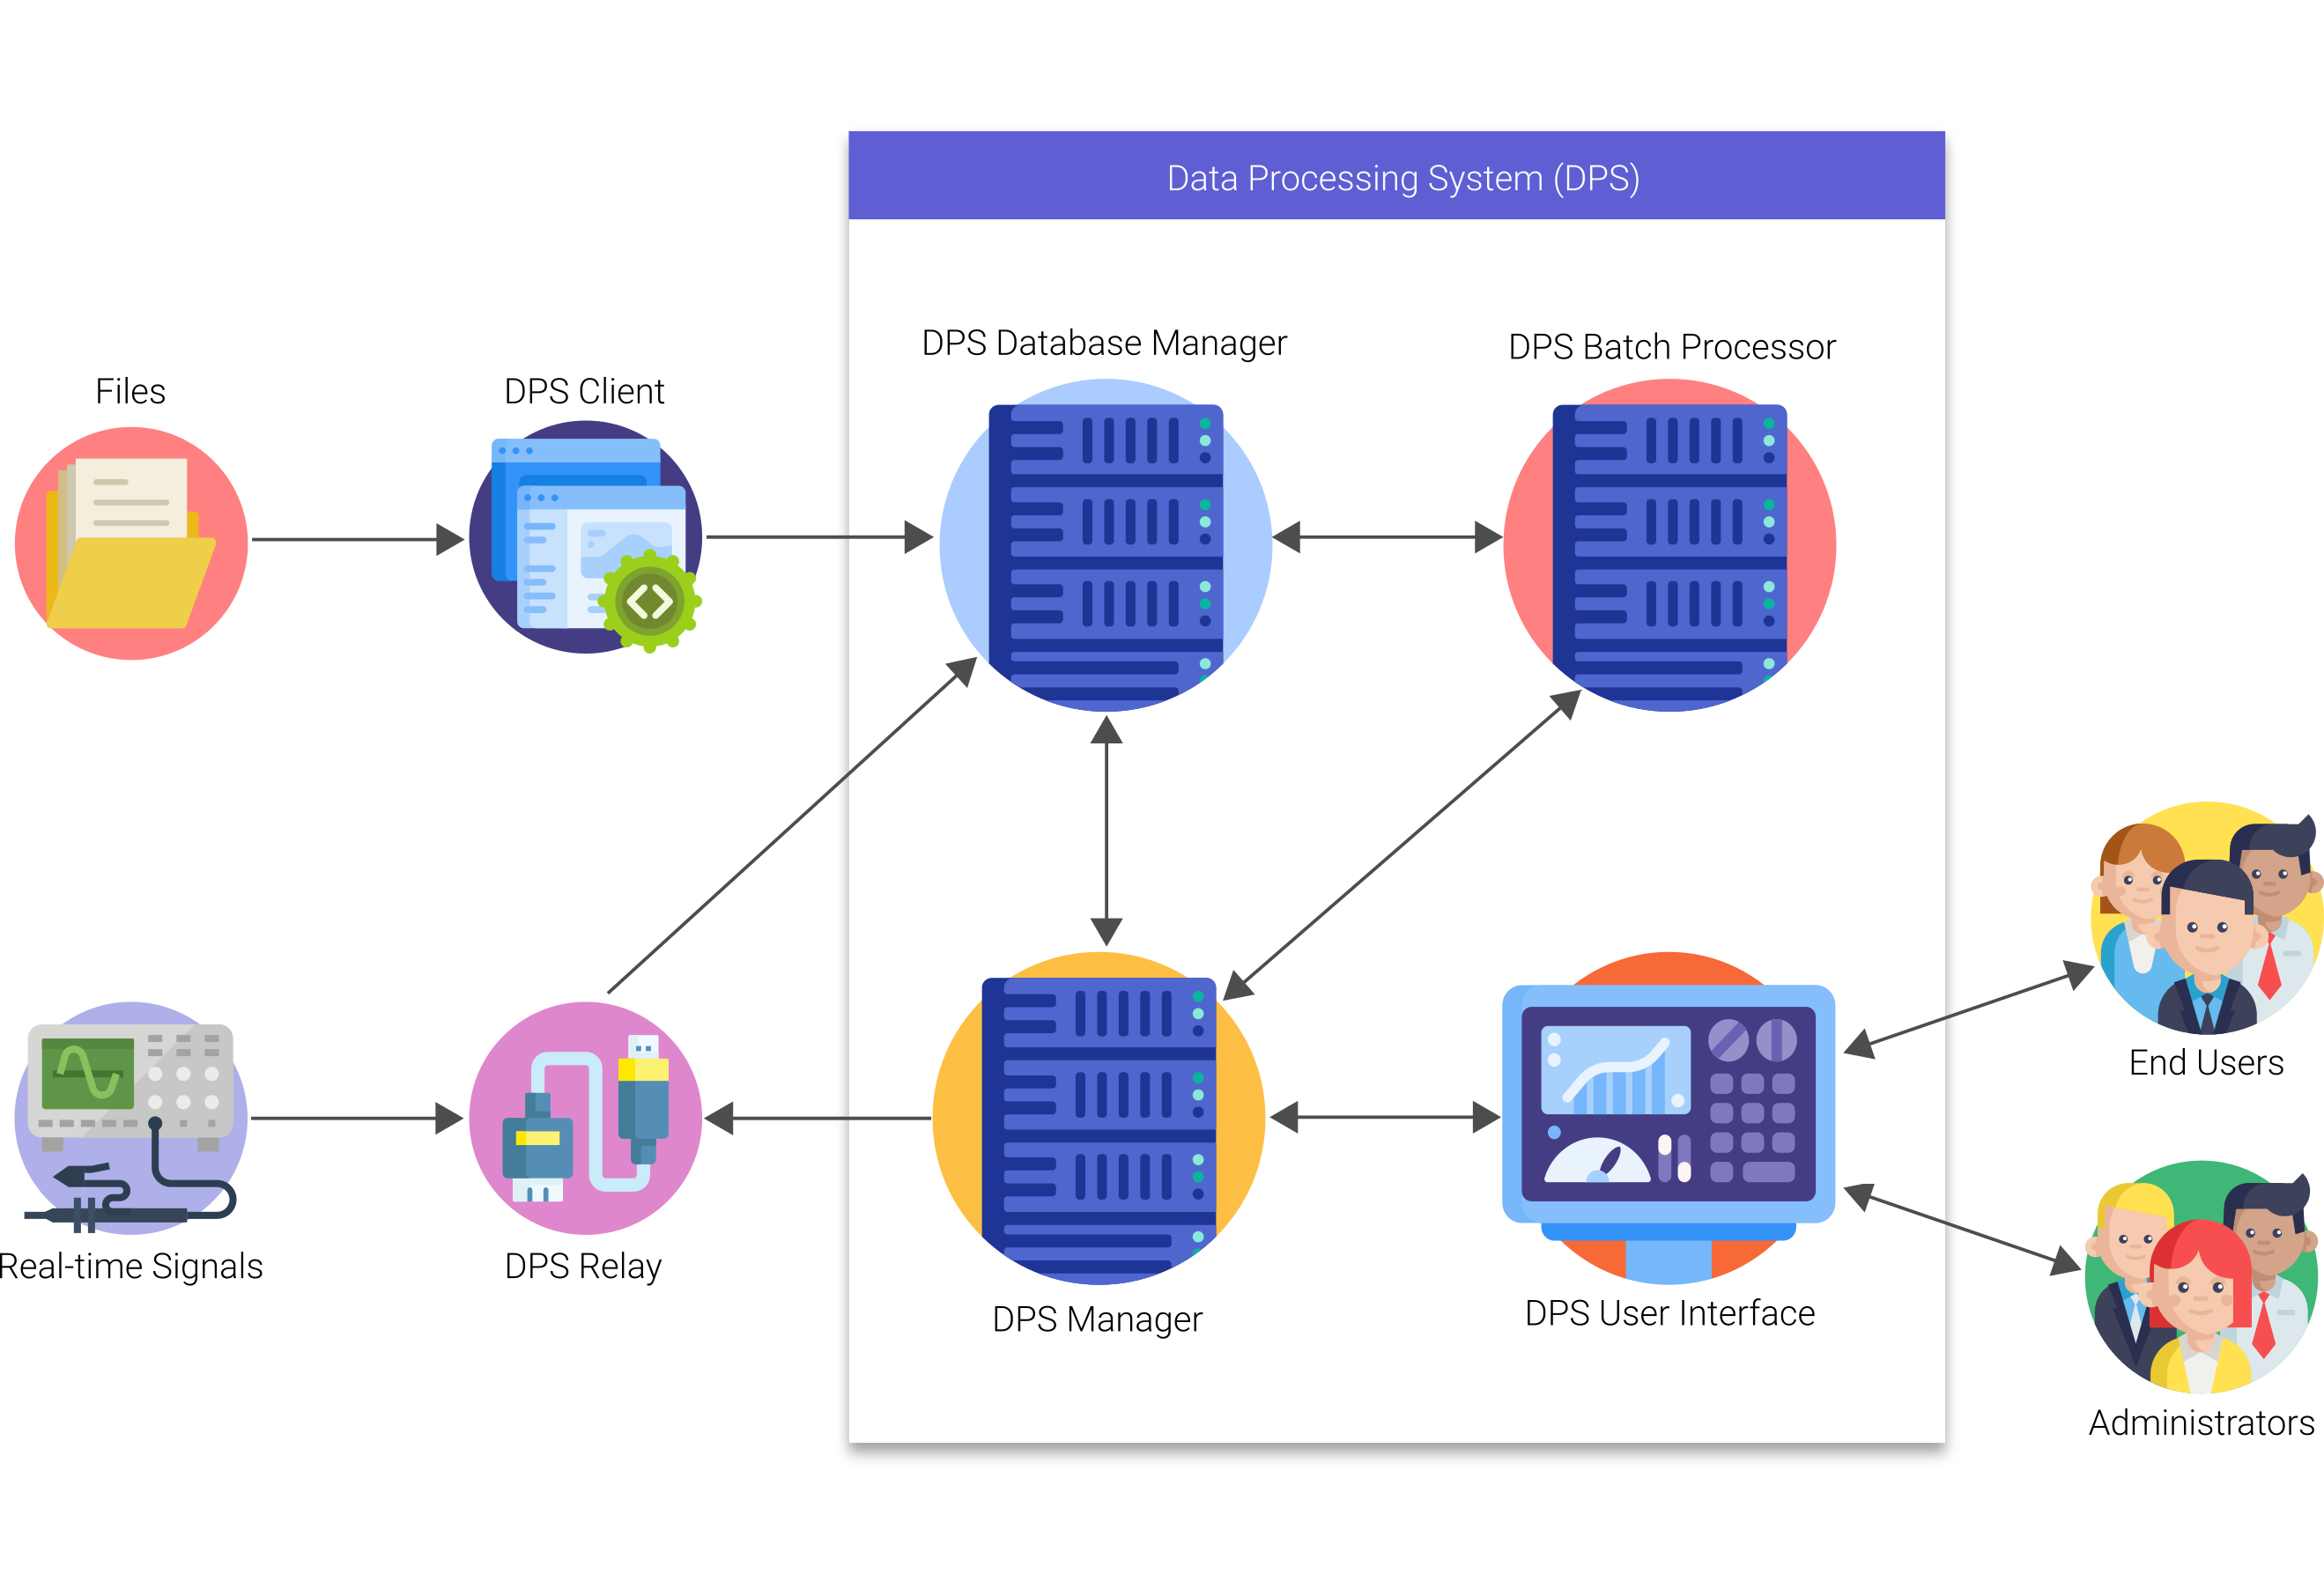 Data Processing System (DPS)
DPS Database Manager
DPS Batch Processor
Files
DPS Client
End Users
Real-time Signals
DPS Relay
DPS Manager
DPS User Interface
Administrators